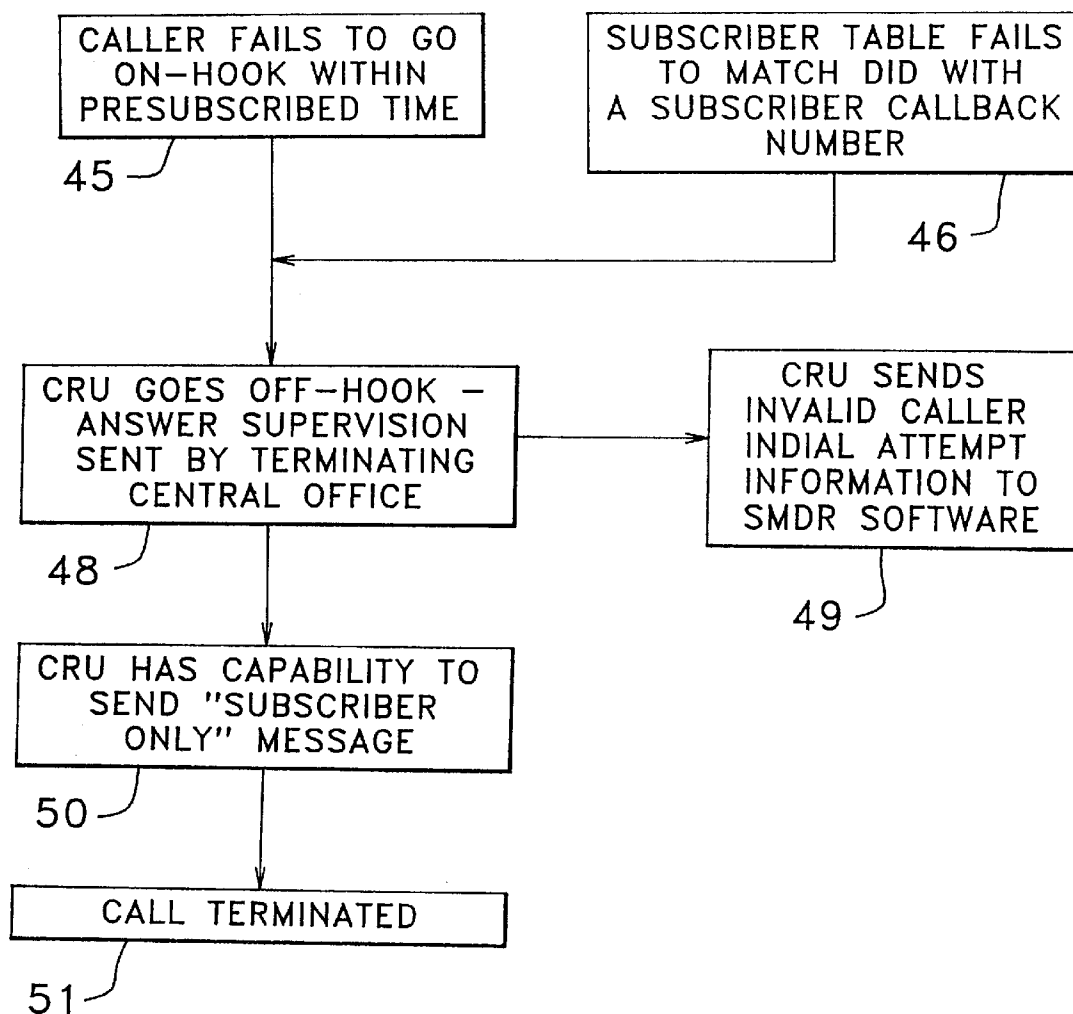 CALLER FAILS TO GO
ON-HOOK WITHIN
PRESUBSCRIBED TIME
45
SUBSCRIBER TABLE FAILS
TO MATCH DID WITH
A SUBSCRIBER CALLBACK
NUMBER
46
CRU GOES OFF-HOOK –
ANSWER SUPERVISION
SENT BY TERMINATING
CENTRAL OFFICE
48
CRU SENDS
INVALID CALLER
INDIAL ATTEMPT
INFORMATION TO
SMDR SOFTWARE
49
CRU HAS CAPABILITY TO
SEND "SUBSCRIBER
ONLY" MESSAGE
50
CALL TERMINATED
51